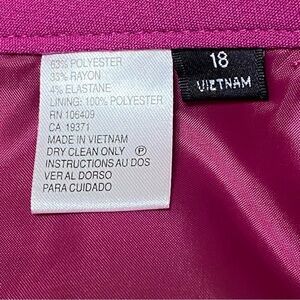 63% POLYESTER
33% RAYON
4% ELASTANE
LINING: 100% POLYESTER
RN 106409
CA 19371
MADE IN VIETNAM
DRY CLEAN ONLY Ⓟ
INSTRUCTIONS AU DOS
VER AL DORSO
PARA CUIDADO
18
VIETNAM